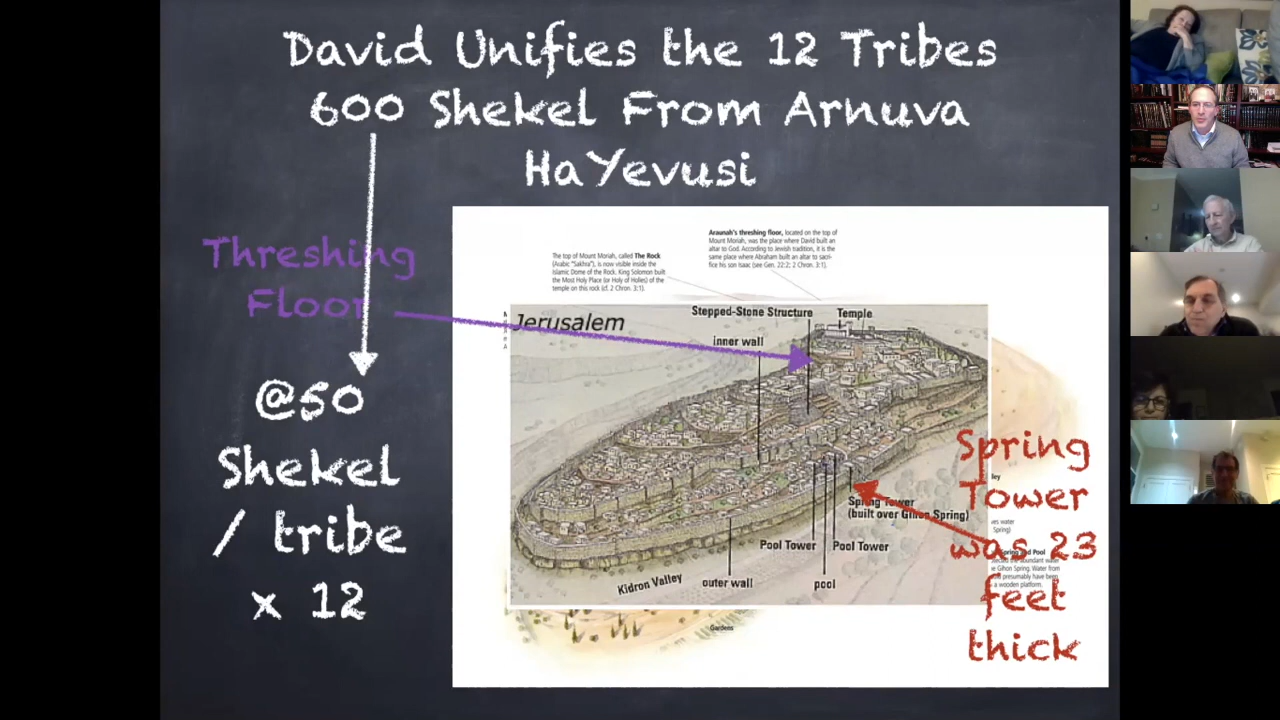 David Unifies the 12 Tribes
600 Shekel From Arnuva
HaYevusi
Threshing
Floor
@50
Shekel
/ tribe
x 12
The top of Mount Moriah, called The Rock
(Arabic "Sakhra"), is now visible inside the
Islamic Dome of the Rock. King Solomon built
the Most Holy Place (or Holy of Holies) of the
temple on this rock (cf. 2 Chron. 3:1).
Araunah's threshing floor, located on the top of
Mount Moriah, was the place where David built an
altar to God. According to Jewish tradition, it is the
same place where Abraham built an altar to sacri-
fice his son Isaac (see Gen. 22:2; 2 Chron. 3:1).
Jerusalem
Stepped-Stone Structure
Temple
inner wall
Spring Tower
(built over Gihon Spring)
Pool Tower
Pool Tower
Kidron Valley
outer wall
pool
Gardens
Spring
Tower
was 23
feet
thick